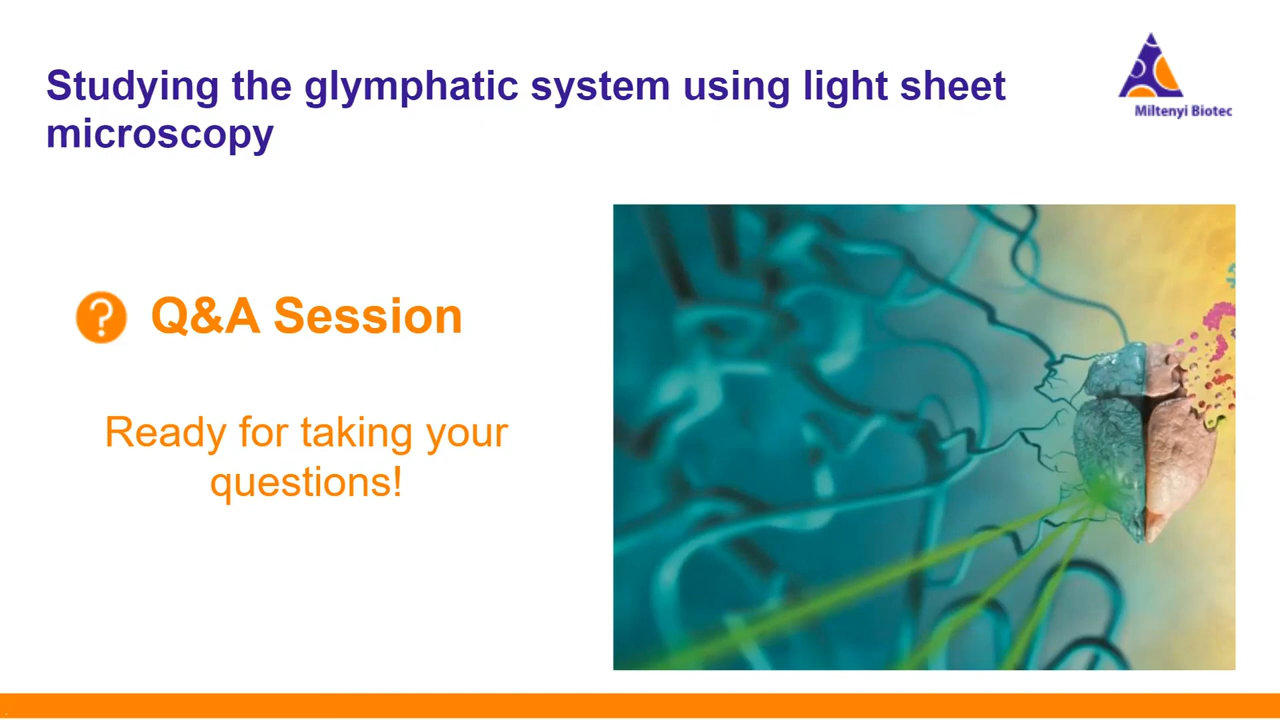 Studying the glymphatic system using light sheet
microscopy
Miltenyi Biotec
? Q&A Session
Ready for taking your
questions!